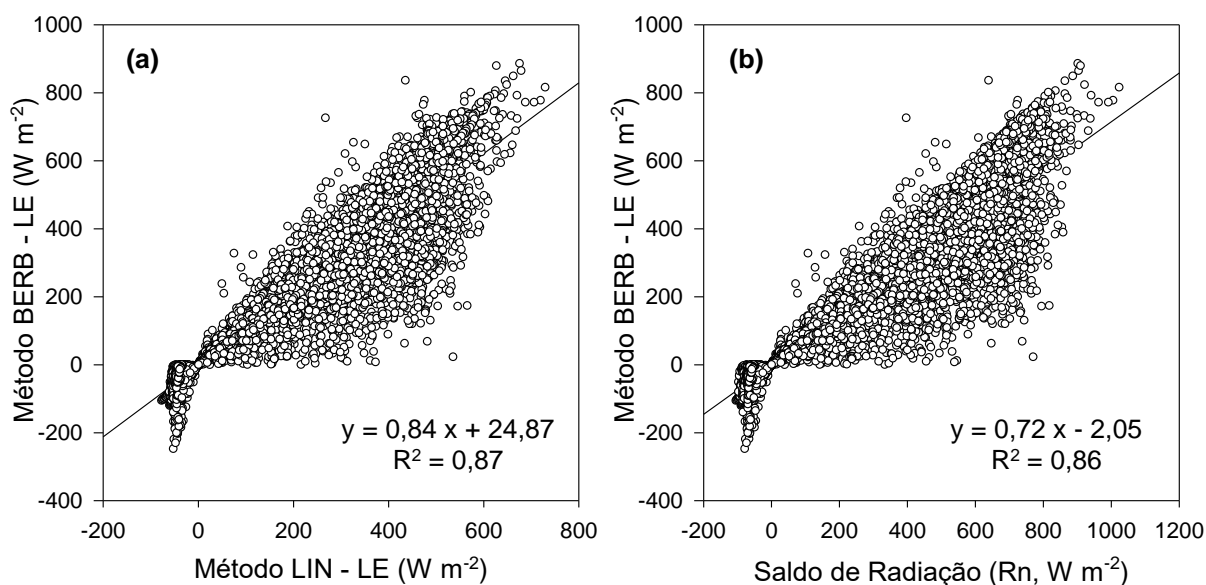 (a)
Método BERB - LE (W m-2)
1000
800
600
400
200
0
-200
-400
-200 0 200 400 600 800
y = 0,84 x + 24,87
R2 = 0,87
Método LIN - LE (W m-2)
(b)
Método BERB - LE (W m-2)
1000
800
600
400
200
0
-200
-400
-200 0 200 400 600 800 1000 1200
y = 0,72 x - 2,05
R2 = 0,86
Saldo de Radiação (Rn, W m-2)